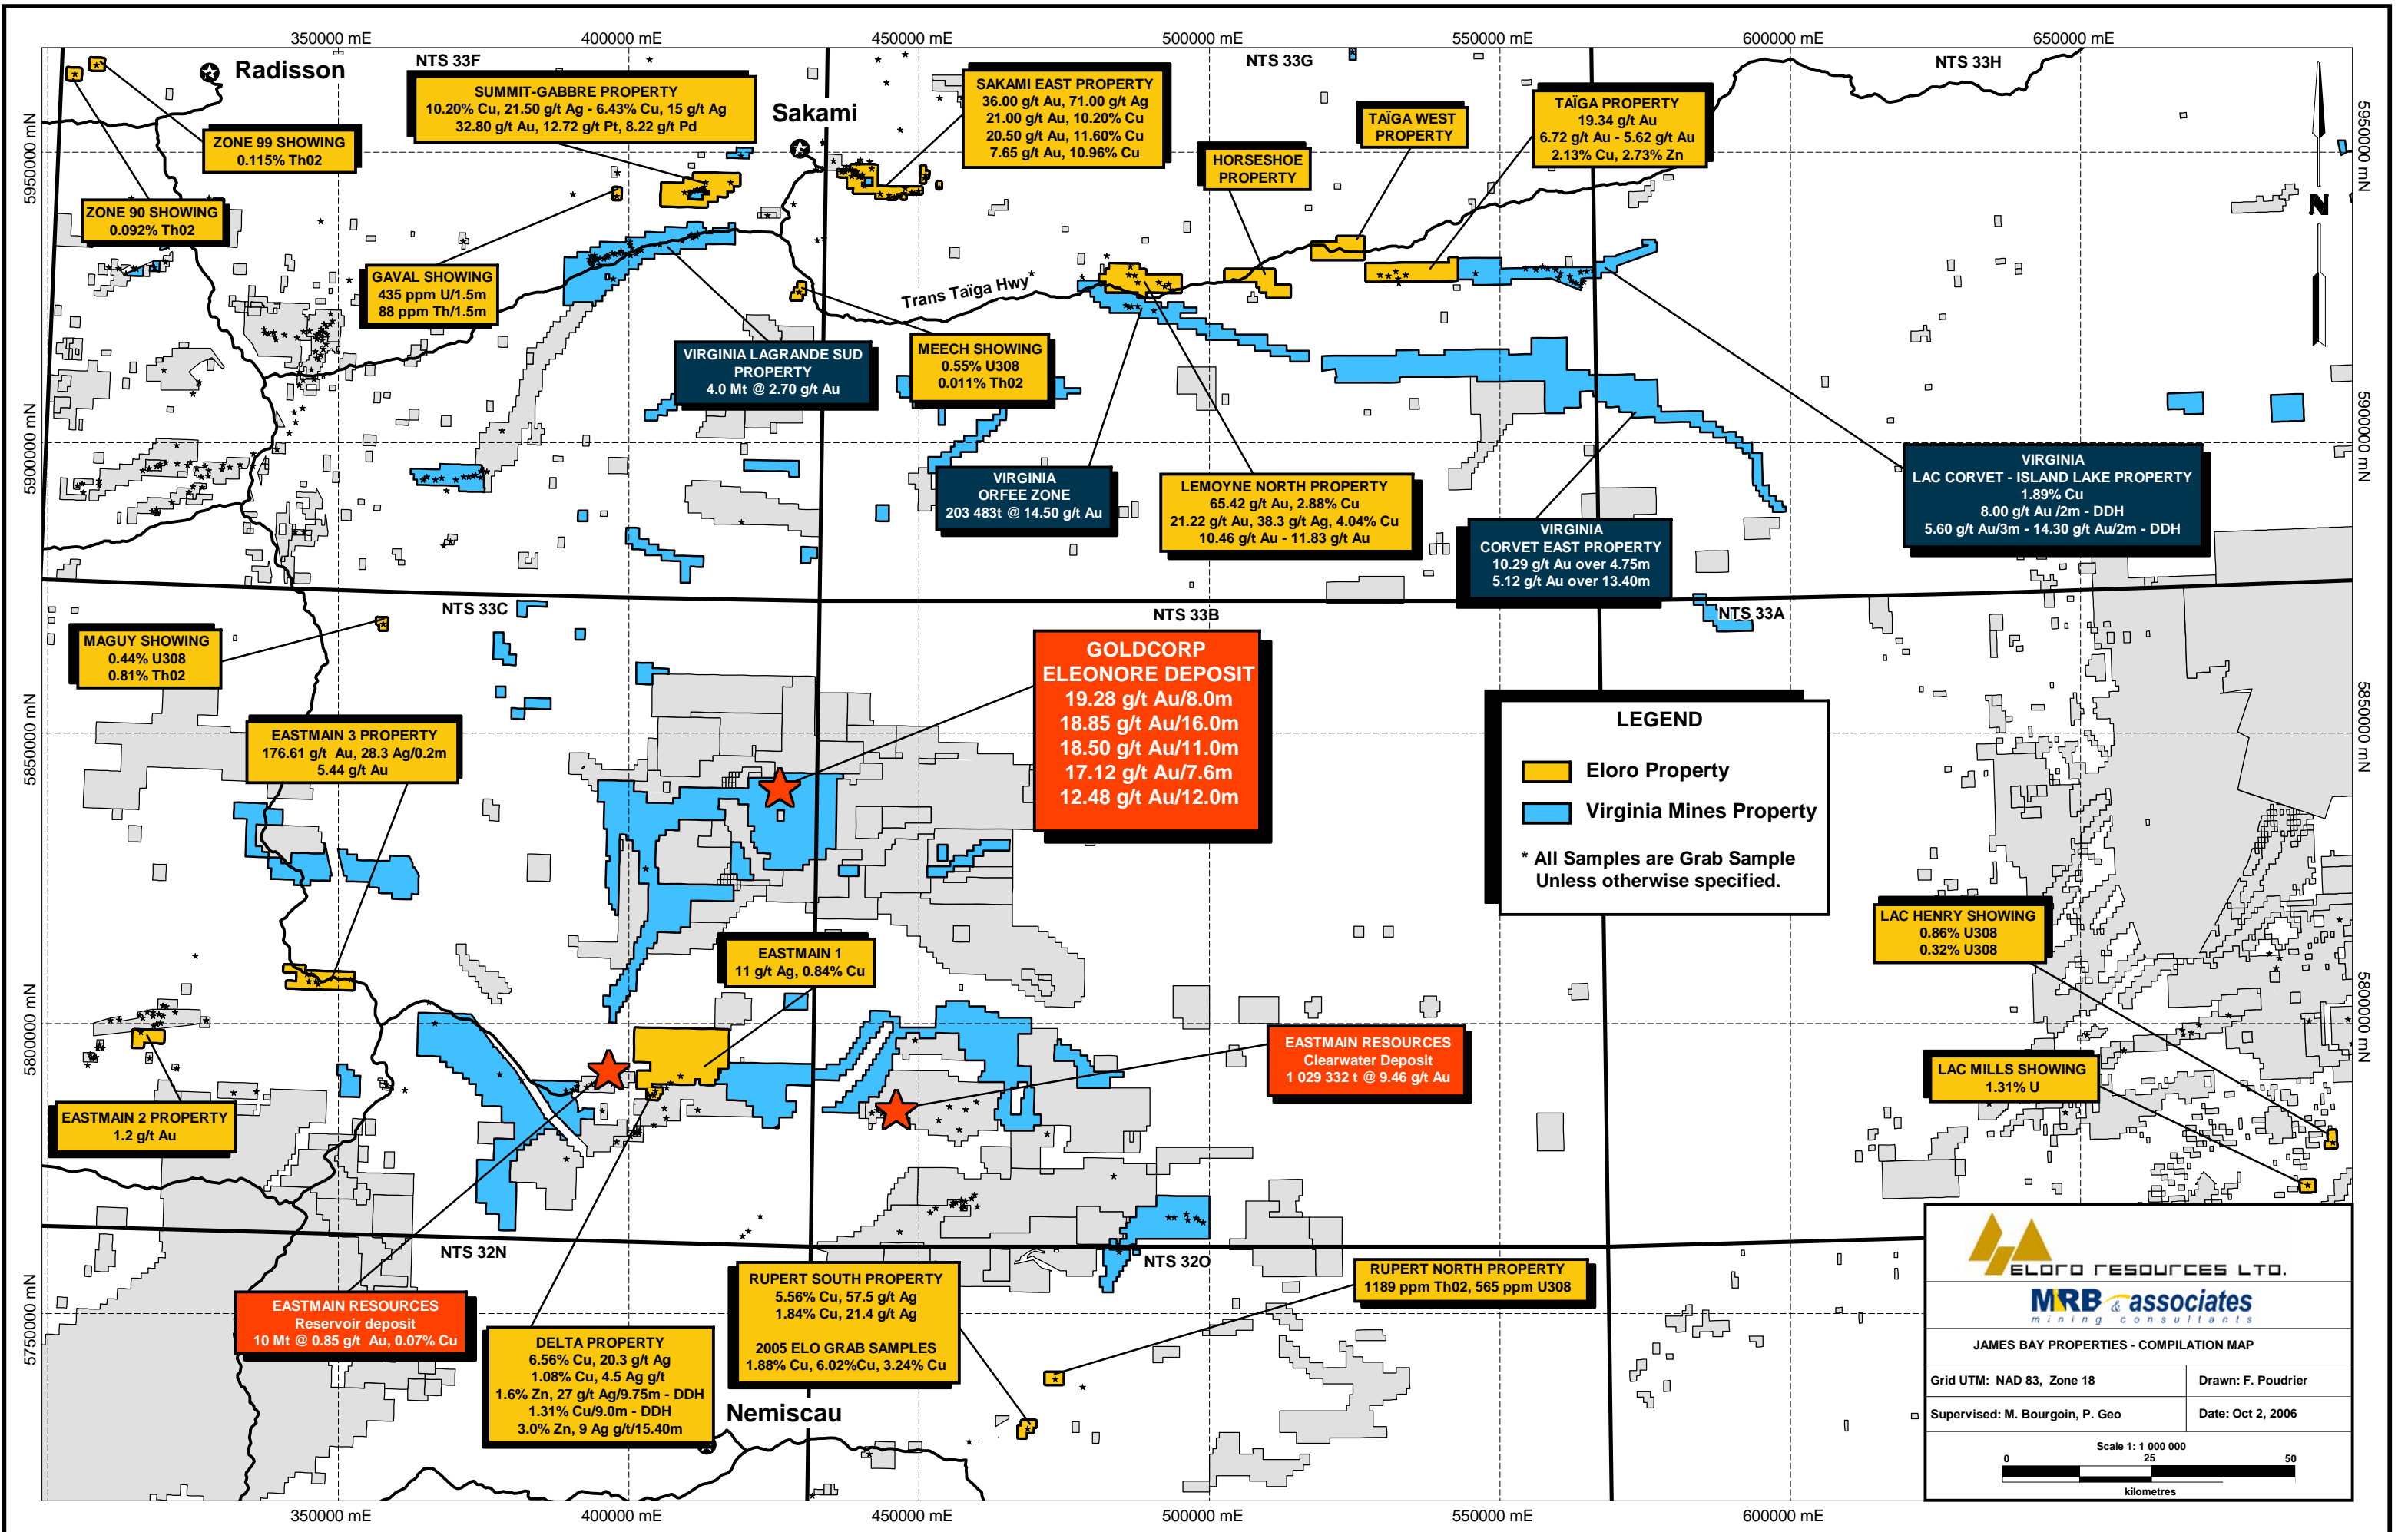 350000 mE
400000 mE
450000 mE
500000 mE
550000 mE
600000 mE
650000 mE
NTS 33F
NTS 33G
NTS 33H
Radisson
Sakami
SUMMIT-GABBRE PROPERTY
10.20% Cu, 21.50 g/t Ag - 6.43% Cu, 15 g/t Ag
32.80 g/t Au, 12.72 g/t Pt, 8.22 g/t Pd
SAKAMI EAST PROPERTY
36.00 g/t Au, 71.00 g/t Ag
21.00 g/t Au, 10.20% Cu
20.50 g/t Au, 11.60% Cu
7.65 g/t Au, 10.96% Cu
TAÏGA WEST
PROPERTY
TAÏGA PROPERTY
19.34 g/t Au
6.72 g/t Au - 5.62 g/t Au
2.13% Cu, 2.73% Zn
HORSESHOE
PROPERTY
ZONE 99 SHOWING
0.115% Th02
ZONE 90 SHOWING
0.092% Th02
5950000 mN
5950000 mN
N
GAVAL SHOWING
435 ppm U/1.5m
88 ppm Th/1.5m
Trans Taïga Hwy
VIRGINIA LAGRANDE SUD
PROPERTY
4.0 Mt @ 2.70 g/t Au
MEECH SHOWING
0.55% U308
0.011% Th02
5900000 mN
5900000 mN
VIRGINIA
ORFEE ZONE
203 483t @ 14.50 g/t Au
LEMOYNE NORTH PROPERTY
65.42 g/t Au, 2.88% Cu
21.22 g/t Au, 38.3 g/t Ag, 4.04% Cu
10.46 g/t Au - 11.83 g/t Au
VIRGINIA
CORVET EAST PROPERTY
10.29 g/t Au over 4.75m
5.12 g/t Au over 13.40m
VIRGINIA
LAC CORVET - ISLAND LAKE PROPERTY
1.89% Cu
8.00 g/t Au /2m - DDH
5.60 g/t Au/3m - 14.30 g/t Au/2m - DDH
NTS 33C
NTS 33B
NTS 33A
MAGUY SHOWING
0.44% U308
0.81% Th02
GOLDCORP
ELEONORE DEPOSIT
19.28 g/t Au/8.0m
18.85 g/t Au/16.0m
18.50 g/t Au/11.0m
17.12 g/t Au/7.6m
12.48 g/t Au/12.0m
EASTMAIN 3 PROPERTY
176.61 g/t  Au, 28.3 Ag/0.2m
5.44 g/t Au
5850000 mN
5850000 mN
LEGEND
Eloro Property
Virginia Mines Property
* All Samples are Grab Sample
Unless otherwise specified.
LAC HENRY SHOWING
0.86% U308
0.32% U308
EASTMAIN 1
11 g/t Ag, 0.84% Cu
5800000 mN
5800000 mN
EASTMAIN RESOURCES
Clearwater Deposit
1 029 332 t @ 9.46 g/t Au
LAC MILLS SHOWING
1.31% U
EASTMAIN 2 PROPERTY
1.2 g/t Au
NTS 32N
NTS 32O
5750000 mN
EASTMAIN RESOURCES
Reservoir deposit
10 Mt @ 0.85 g/t  Au, 0.07% Cu
DELTA PROPERTY
6.56% Cu, 20.3 g/t Ag
1.08% Cu, 4.5 Ag g/t
1.6% Zn, 27 g/t Ag/9.75m - DDH
1.31% Cu/9.0m - DDH
3.0% Zn, 9 Ag g/t/15.40m
RUPERT SOUTH PROPERTY
5.56% Cu, 57.5 g/t Ag
1.84% Cu, 21.4 g/t Ag
2005 ELO GRAB SAMPLES
1.88% Cu, 6.02%Cu, 3.24% Cu
RUPERT NORTH PROPERTY
1189 ppm Th02, 565 ppm U308
Nemiscau
ELORO RESOURCES LTD.
MRB & associates
mining consultants
JAMES BAY PROPERTIES - COMPILATION MAP
Grid UTM: NAD 83, Zone 18
Drawn: F. Poudrier
Supervised: M. Bourgoin, P. Geo
Date: Oct 2, 2006
Scale 1: 1 000 000
0 25 50
kilometres
350000 mE
400000 mE
450000 mE
500000 mE
550000 mE
600000 mE